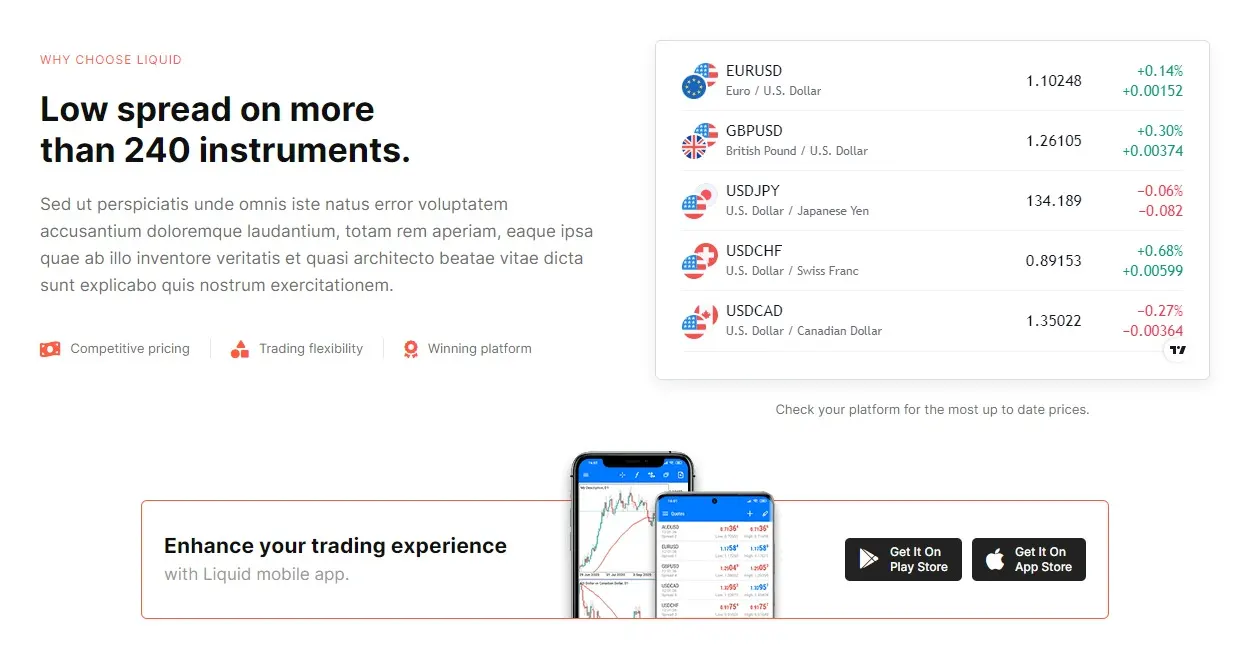 WHY CHOOSE LIQUID
Low spread on more
than 240 instruments.
Sed ut perspiciatis unde omnis iste natus error voluptatem
accusantium doloremque laudantium, totam rem aperiam, eaque ipsa
quae ab illo inventore veritatis et quasi architecto beatae vitae dicta
sunt explicabo quis nostrum exercitationem.
Competitive pricing
Trading flexibility
Winning platform
EURUSD
Euro / U.S. Dollar
1.10248
+0.14%
+0.00152
GBPUSD
British Pound / U.S. Dollar
1.26105
+0.30%
+0.00374
USDJPY
U.S. Dollar / Japanese Yen
134.189
−0.06%
−0.082
USDCHF
U.S. Dollar / Swiss Franc
0.89153
+0.68%
+0.00599
USDCAD
U.S. Dollar / Canadian Dollar
1.35022
−0.27%
−0.00364
Check your platform for the most up to date prices.
Enhance your trading experience
with Liquid mobile app.
Quotes
AUDUSD
EURUSD
GBPUSD
USDCAD
USDCHF
Get It On
Play Store
Get It On
App Store